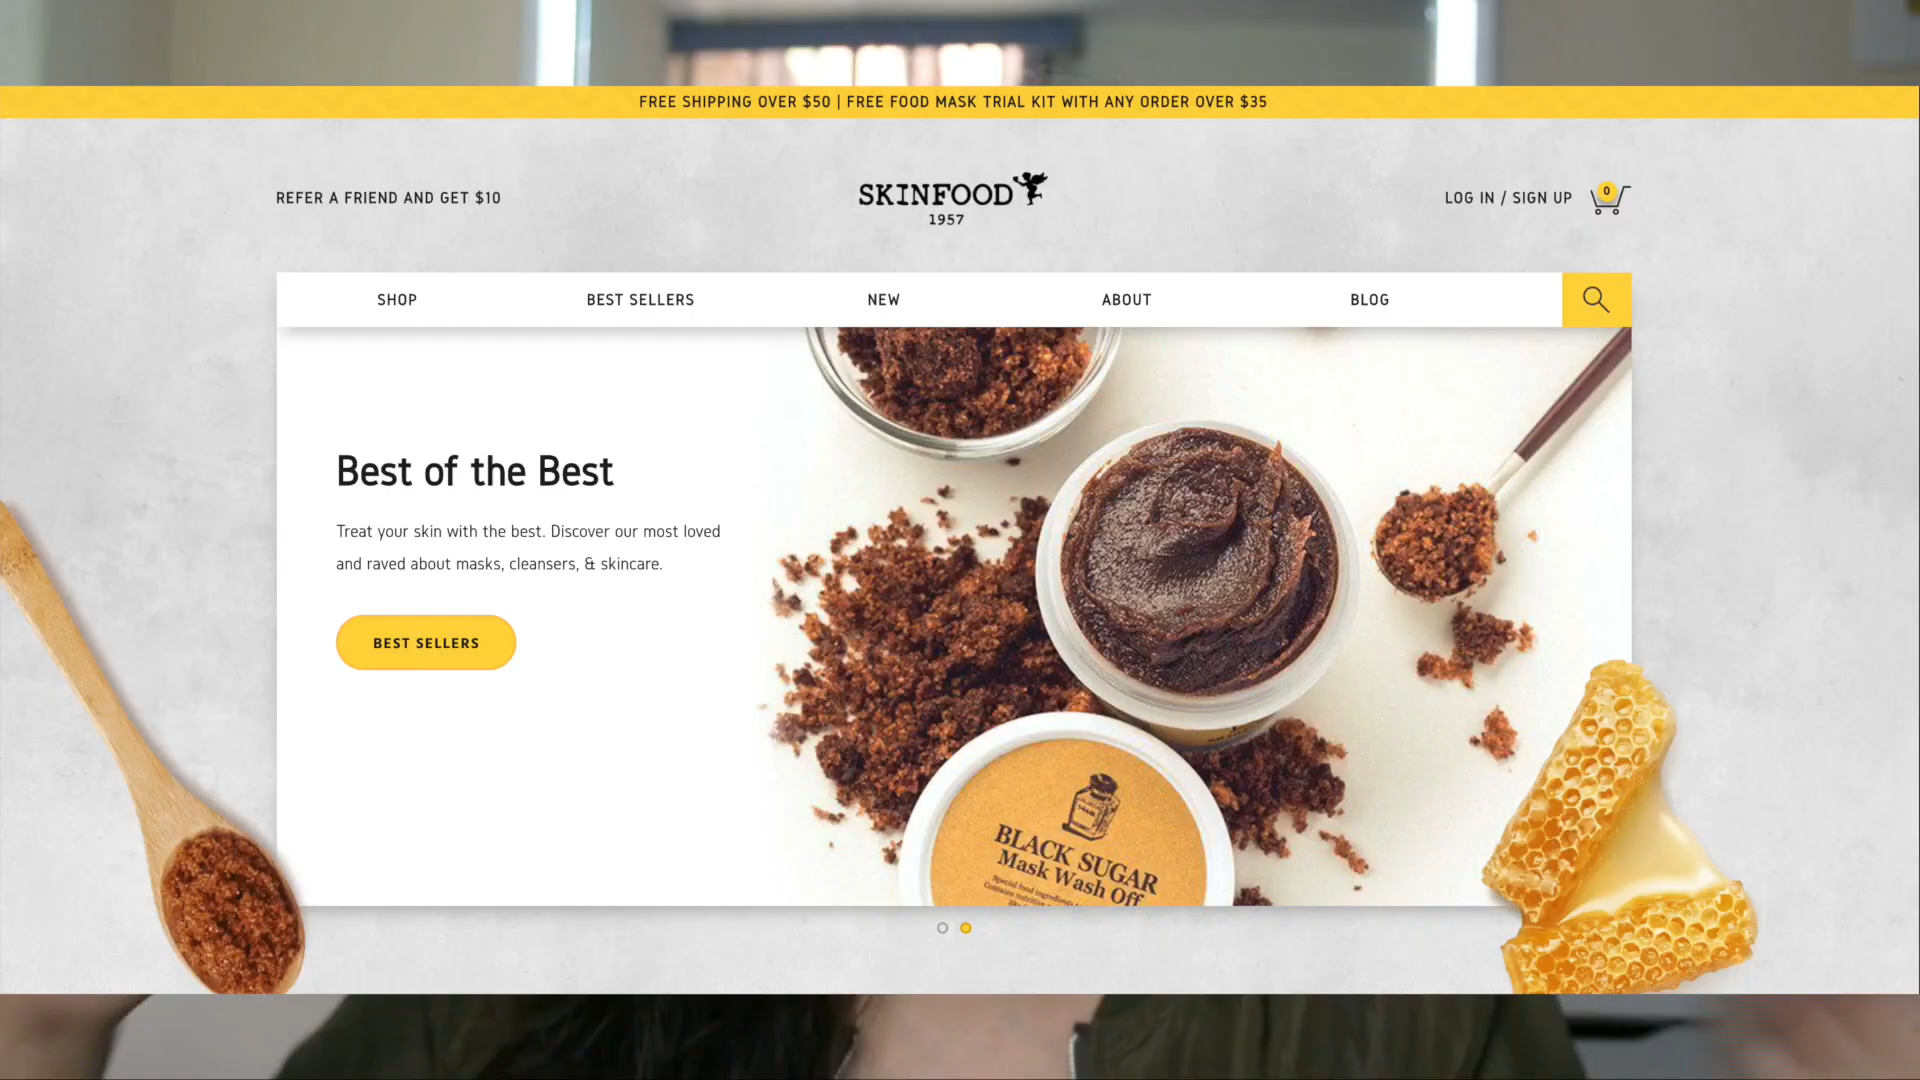 FREE SHIPPING OVER $50 | FREE FOOD MASK TRIAL KIT WITH ANY ORDER OVER $35
REFER A FRIEND AND GET $10
SKINFOOD
1957
LOG IN / SIGN UP
0
SHOP
BEST SELLERS
NEW
ABOUT
BLOG
Best of the Best
Treat your skin with the best. Discover our most loved
and raved about masks, cleansers, & skincare.
BEST SELLERS
BLACK SUGAR
Mask Wash Off
Special food ingredients